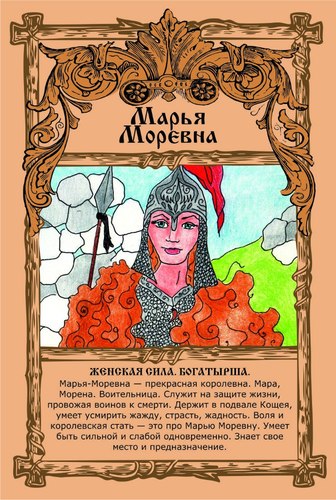 Марья
Моревна
ЖЕНСКАЯ СИЛА. БОГАТЫРША.
Марья-Моревна — прекрасная королевна. Мара,
Морена. Воительница. Служит на защите жизни,
провожая воинов к смерти. Держит в подвале Кощея,
умеет усмирить жажду, страсть, жадность. Воля и
королевская стать — это про Марью Моревну. Умеет
быть сильной и слабой одновременно. Знает свое
место и предназначение.